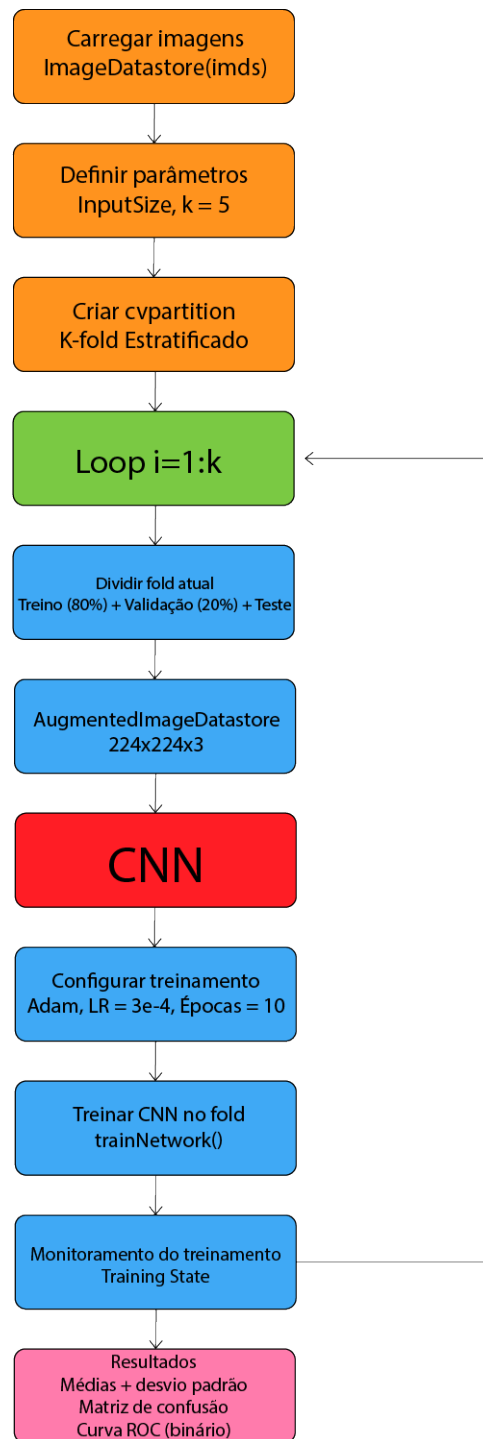 Carregar imagens
ImageDatastore(imds)
Definir parâmetros
InputSize, k = 5
Criar cvpartition
K-fold Estratificado
Loop i=1:k
Dividir fold atual
Treino (80%) + Validação (20%) + Teste
AugmentedImageDatastore
224x224x3
CNN
Configurar treinamento
Adam, LR = 3e-4, Épocas = 10
Treinar CNN no fold
trainNetwork()
Monitoramento do treinamento
Training State
Resultados
Médias + desvio padrão
Matriz de confusão
Curva ROC (binário)